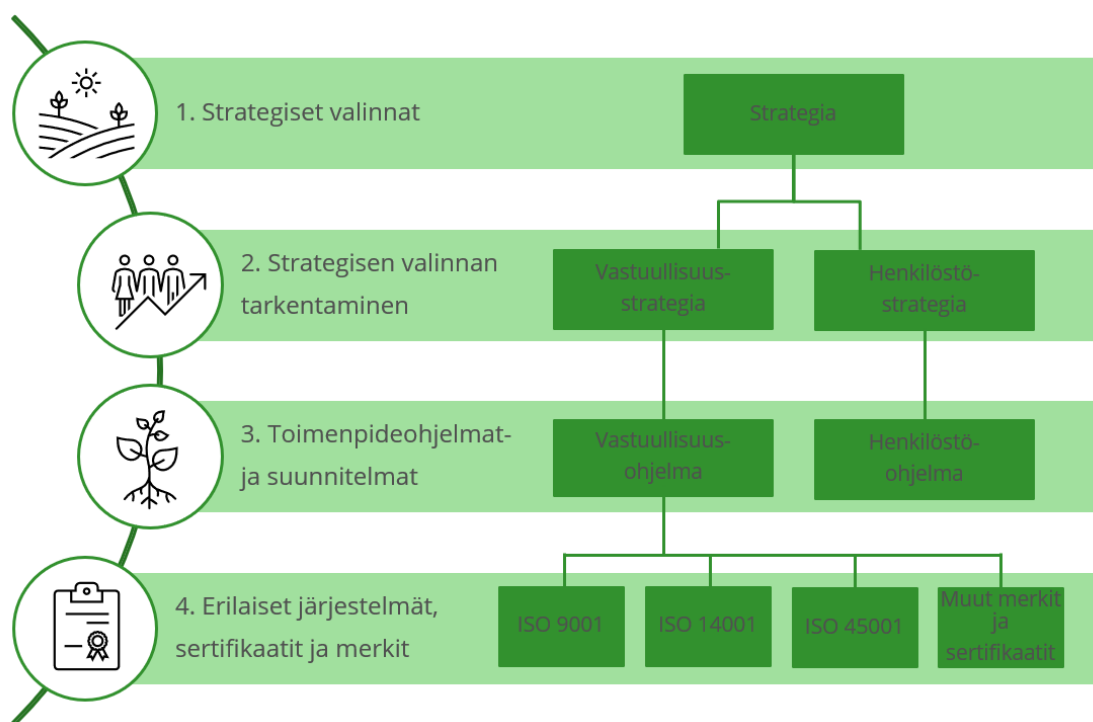 1. Strategiset valinnat
Strategia
2. Strategisen valinnan
tarkentaminen
Vastuullisuus-
strategia
Henkilöstö-
strategia
3. Toimenpideohjelmat-
ja suunnitelmat
Vastuullisuus-
ohjelma
Henkilöstö-
ohjelma
4. Erilaiset järjestelmät,
sertifikaatit ja merkit
ISO 9001
ISO 14001
ISO 45001
Muut merkit
ja
sertifikaatit